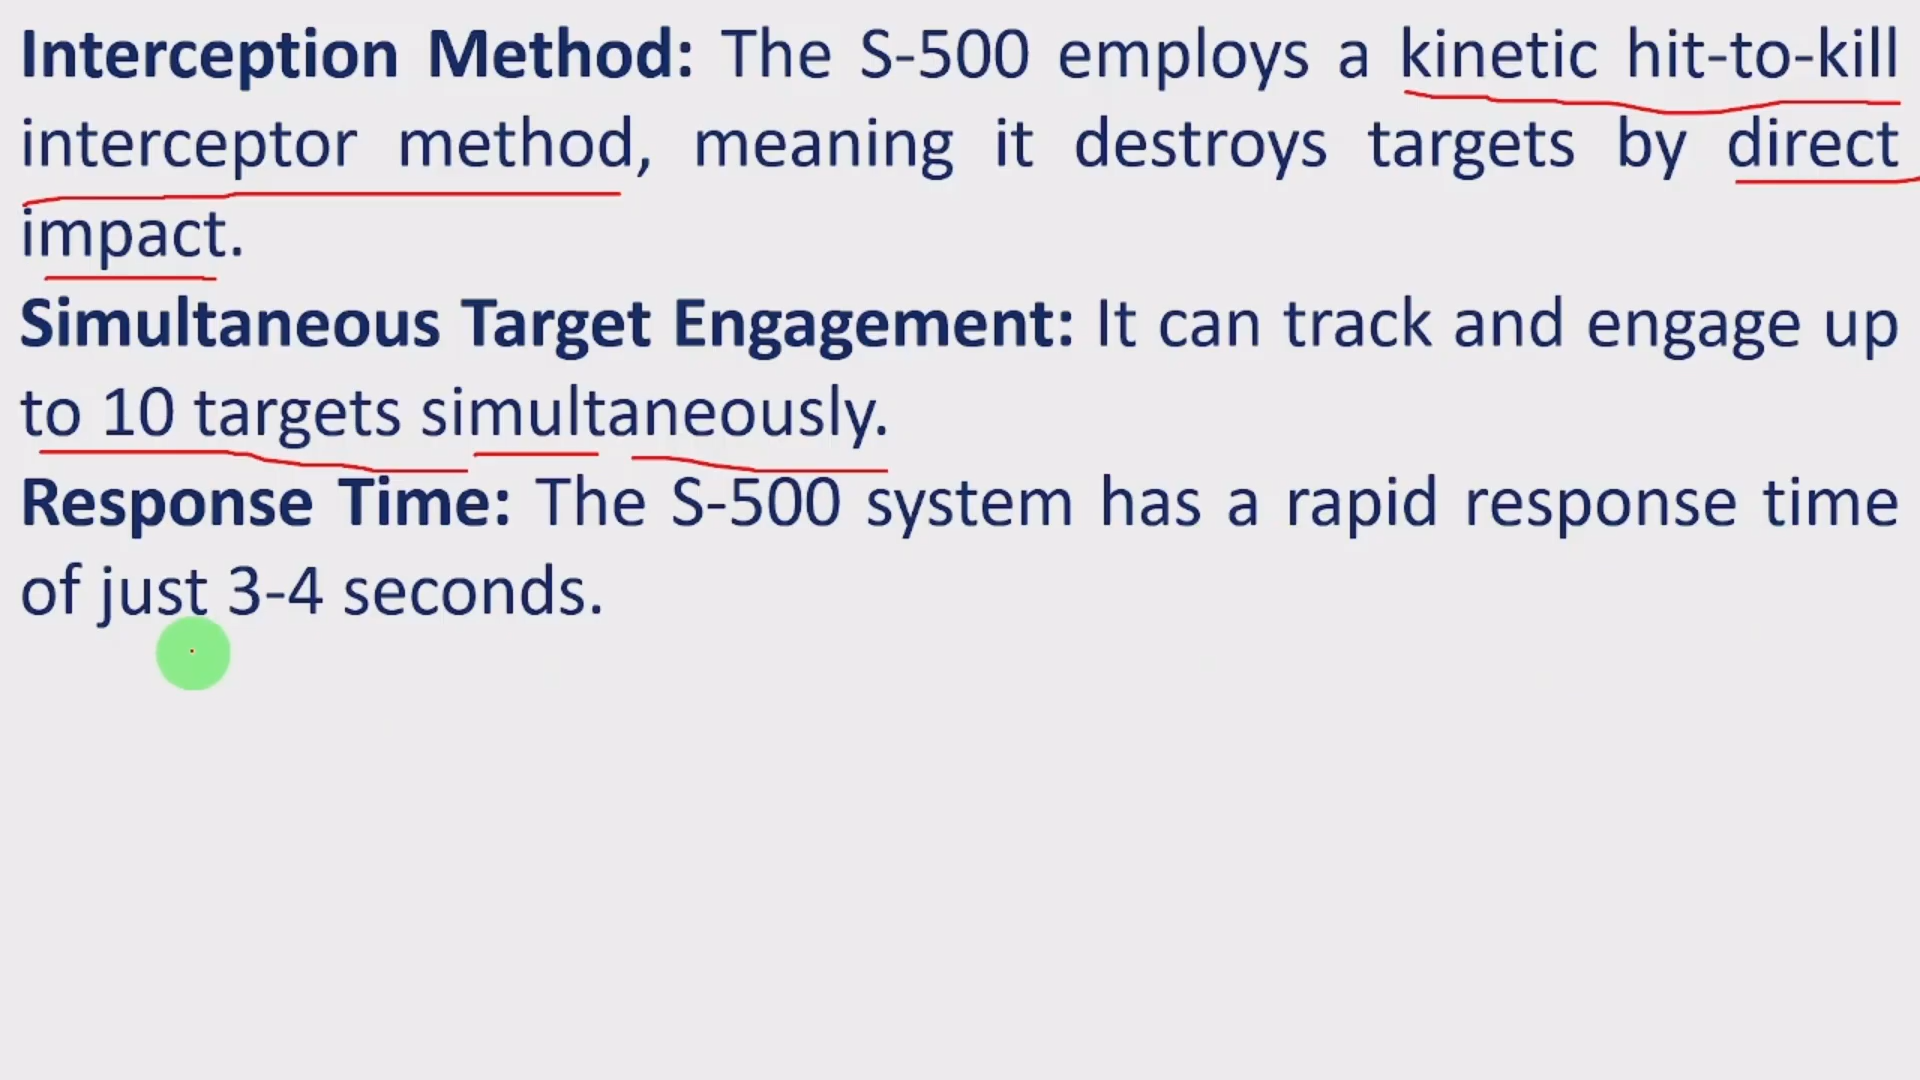 Interception Method: The S-500 employs a kinetic hit-to-kill
interceptor method, meaning it destroys targets by direct
impact.
Simultaneous Target Engagement: It can track and engage up
to 10 targets simultaneously.
Response Time: The S-500 system has a rapid response time
of just 3-4 seconds.